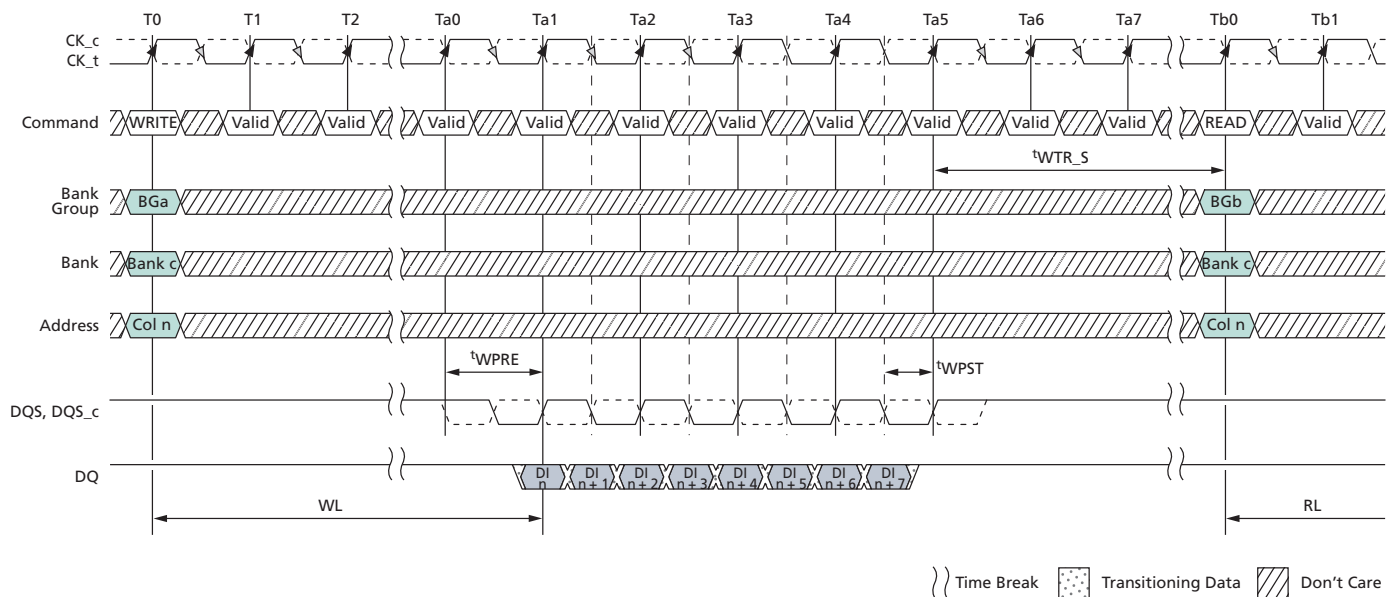 T0 T1 T2 Ta0 Ta1 Ta2 Ta3 Ta4 Ta5 Ta6 Ta7 Tb0 Tb1
CK_c
CK_t
Command WRITE Valid Valid Valid Valid Valid Valid Valid Valid Valid Valid READ Valid
tWTR_S
Bank
Group BGa BGb
Bank Bank c Bank c
Address Col n Col n
tWPRE tWPST
DQS, DQS_c
DQ DI n DI n + 1 DI n + 2 DI n + 3 DI n + 4 DI n + 5 DI n + 6 DI n + 7
WL RL
Time Break Transitioning Data Don't Care